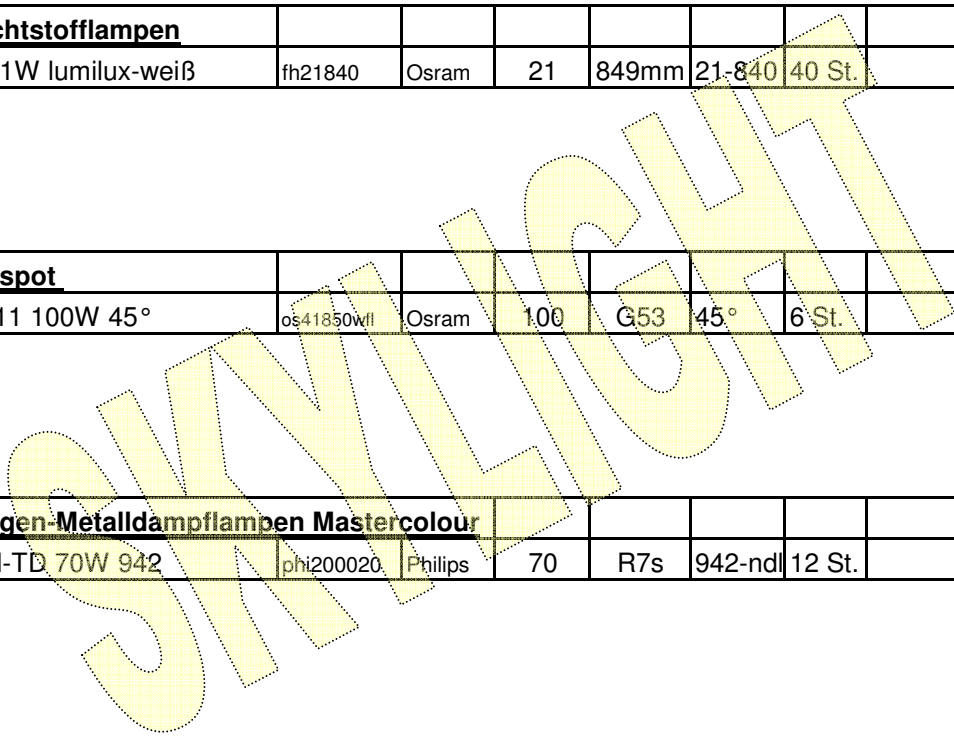 chtstofflampen
1W lumilux-weiß fh21840 Osram 21 849mm 21-840 40 St.
spot
11 100W 45° os41850wfl Osram 100 G53 45° 6 St.
gen-Metalldampflampen Mastercolour
-TD 70W 942 phi200020 Philips 70 R7s 942-ndl 12 St.
SKYLIGHT